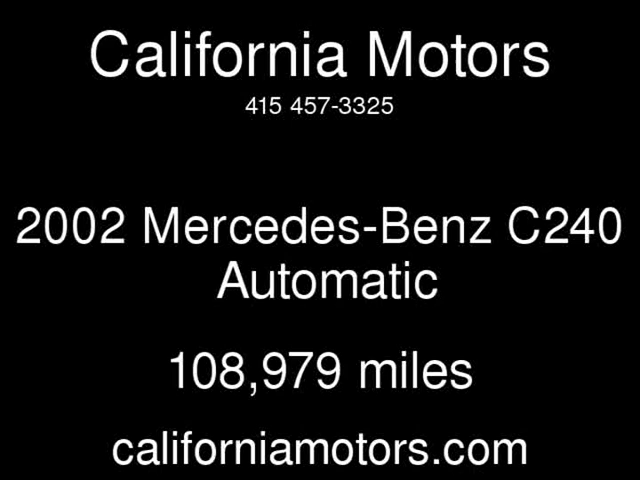 California Motors
415 457-3325
2002 Mercedes-Benz C240
Automatic
108,979 miles
californiamotors.com